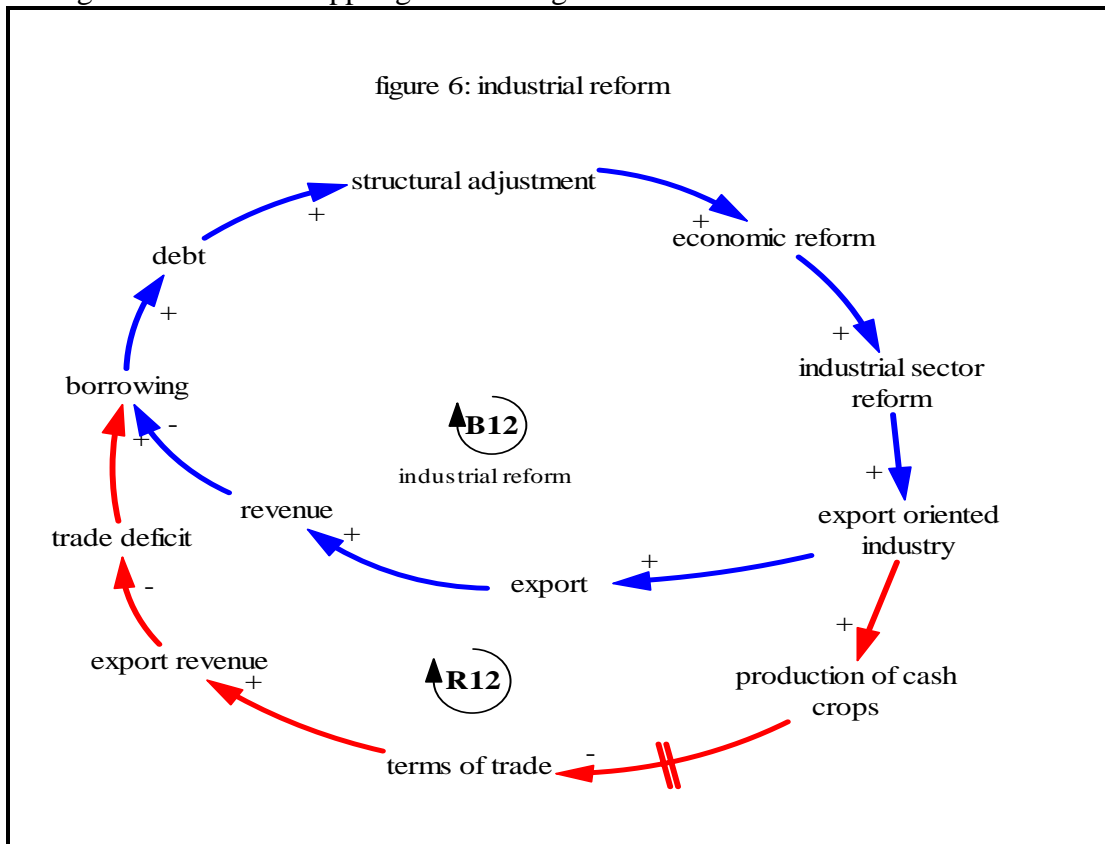 figure 6: industrial reform
structural adjustment
+
+
economic reform
debt
+
+
industrial sector
reform
borrowing
B12
-
+
industrial reform
+
revenue
export oriented
industry
trade deficit
+
+
export
-
+
export revenue
R12
production of cash
crops
+
-
terms of trade